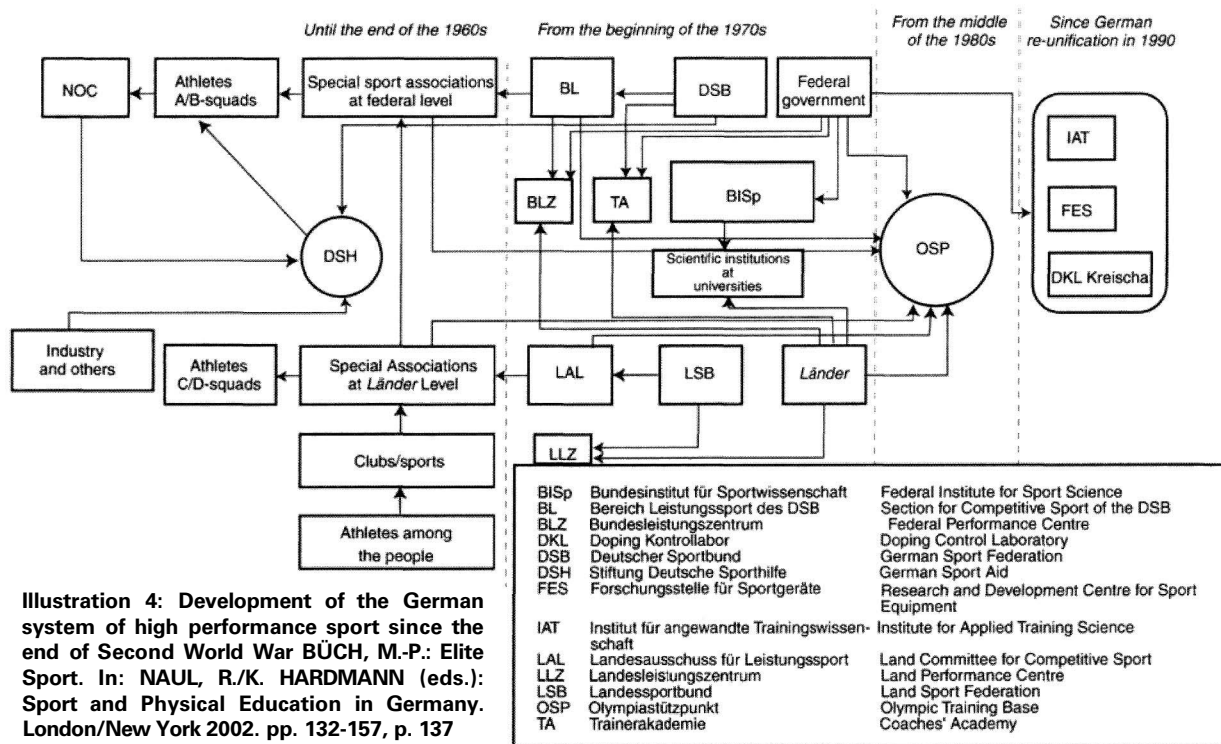 Until the end of the 1960s
From the beginning of the 1970s
From the middle
of the 1980s
Since German
re-unification in 1990
NOC
Athletes
A/B-squads
Special sport associations
at federal level
BL
DSB
Federal
government
IAT
BLZ
TA
BISp
FES
DSH
Scientific institutions
at
universities
OSP
DKL Kreischa
Industry
and others
Athletes
C/D-squads
Special Associations
at Länder Level
LAL
LSB
Länder
Clubs/sports
LLZ
Athletes among
the people
BISp Bundesinstitut für Sportwissenschaft Federal Institute for Sport Science
BL Bereich Leistungssport des DSB Section for Competitive Sport of the DSB
BLZ Bundesleistungszentrum Federal Performance Centre
DKL Doping Kontrollabor Doping Control Laboratory
DSB Deutscher Sportbund German Sport Federation
DSH Stiftung Deutsche Sporthilfe German Sport Aid
FES Forschungsstelle für Sportgeräte Research and Development Centre for Sport
Equipment
IAT Institut für angewandte Trainingswissen- Institute for Applied Training Science
schaft
LAL Landesausschuss für Leistungssport Land Committee for Competitive Sport
LLZ Landesleistungszentrum Land Performance Centre
LSB Landessportbund Land Sport Federation
OSP Olympiastützpunkt Olympic Training Base
TA Trainerakademie Coaches' Academy
Illustration 4: Development of the German
system of high performance sport since the
end of Second World War BÜCH, M.-P.: Elite
Sport. In: NAUL, R./K. HARDMANN (eds.):
Sport and Physical Education in Germany.
London/New York 2002. pp. 132-157, p. 137